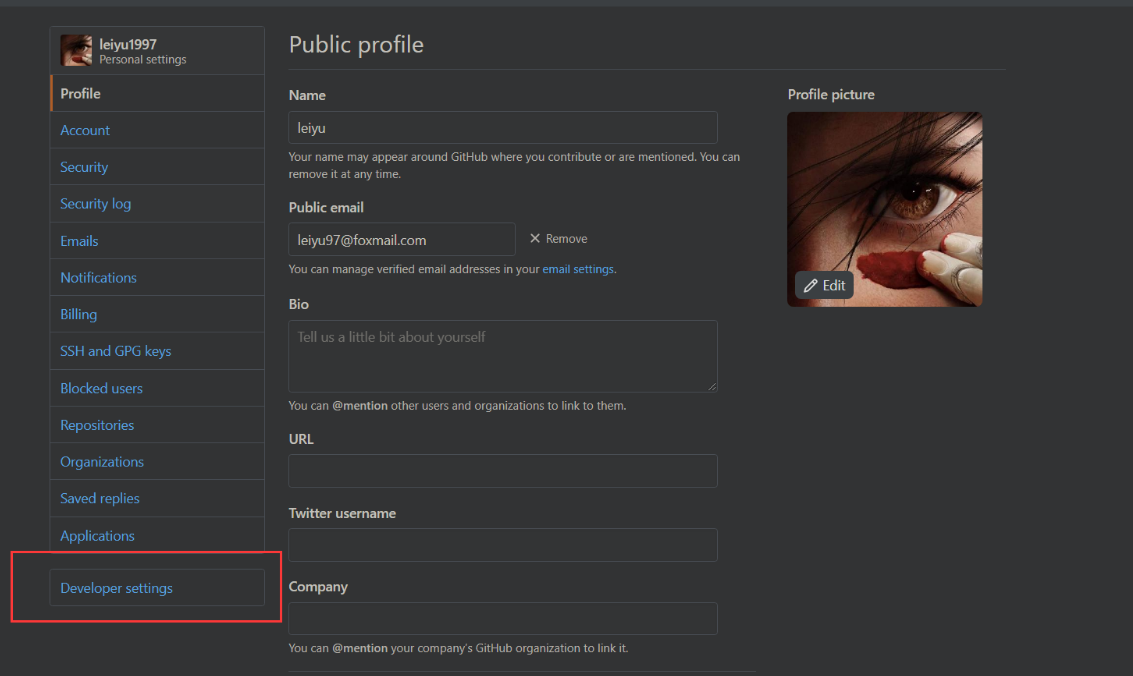 leiyu1997
Personal settings
Profile
Account
Security
Security log
Emails
Notifications
Billing
SSH and GPG keys
Blocked users
Repositories
Organizations
Saved replies
Applications
Developer settings
Public profile
Name
leiyu
Your name may appear around GitHub where you contribute or are mentioned. You can
remove it at any time.
Public email
leiyu97@foxmail.com
Remove
You can manage verified email addresses in your email settings.
Bio
Tell us a little bit about yourself
You can @mention other users and organizations to link to them.
URL
Twitter username
Company
You can @mention your company's GitHub organization to link it.
Profile picture
Edit